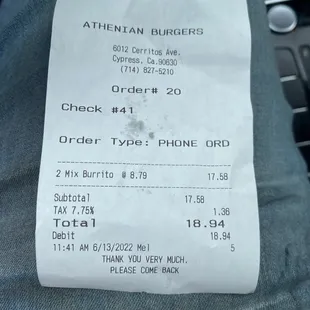 ATHENIAN BURGERS
6012 Cerritos Ave.
Cypress, Ca.90630
(714) 827-5210
Order# 20
Check #41
Order Type: PHONE ORD
2 Mix Burrito @ 8.79 17.58
Subtotal 17.58
TAX 7.75% 1.36
Total 18.94
Debit 18.94
11:41 AM 6/13/2022 Mel 5
THANK YOU VERY MUCH.
PLEASE COME BACK